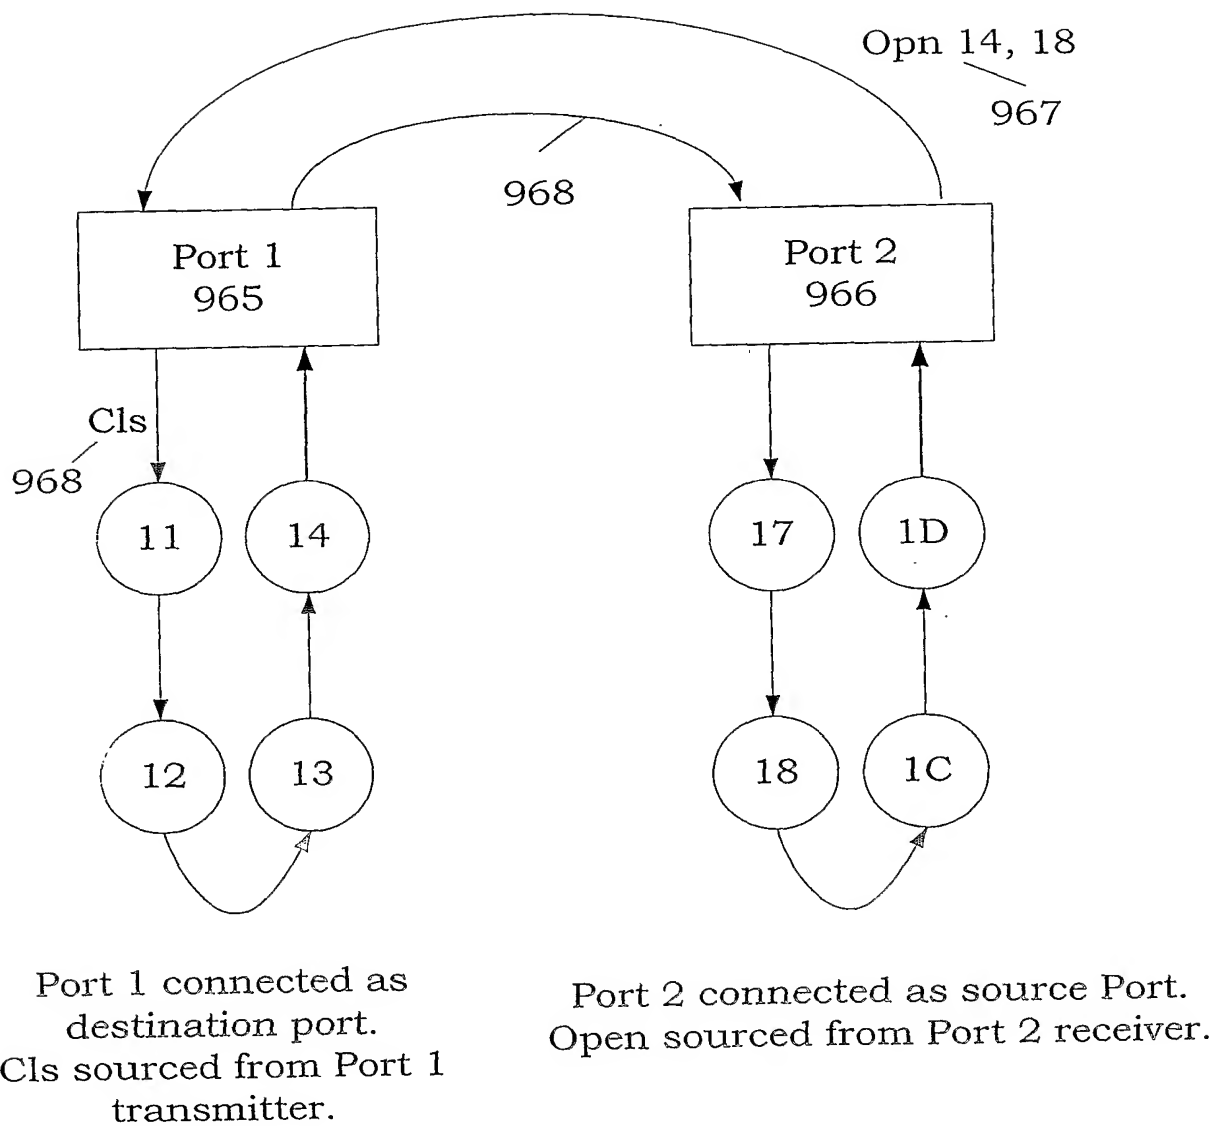 Opn 14, 18
967
968
Port 1
965
Port 2
966
Cls
968
11
14
17
1D
12
13
18
1C
Port 1 connected as
destination port.
Cls sourced from Port 1
transmitter.
Port 2 connected as source Port.
Open sourced from Port 2 receiver.